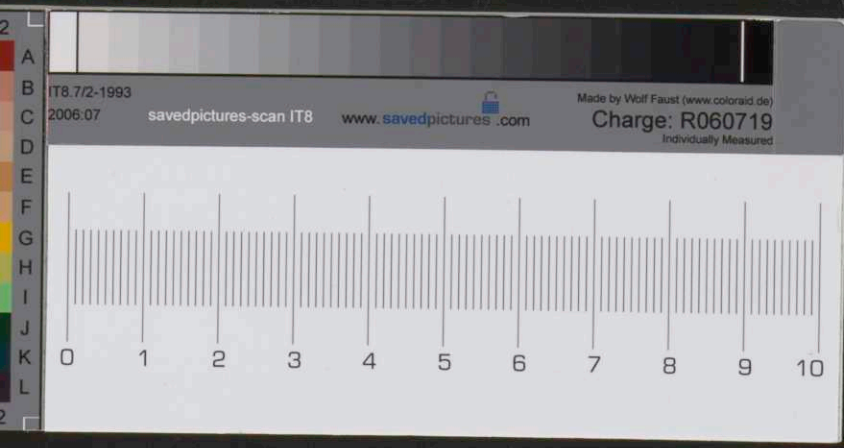 2
A
B
C
D
E
F
G
H
I
J
K
L
2
IT8.7/2-1993
2006:07
savedpictures-scan IT8
www.savedpictures.com
Made by Wolf Faust (www.coloraid.de)
Charge: R060719
Individually Measured
0 1 2 3 4 5 6 7 8 9 10